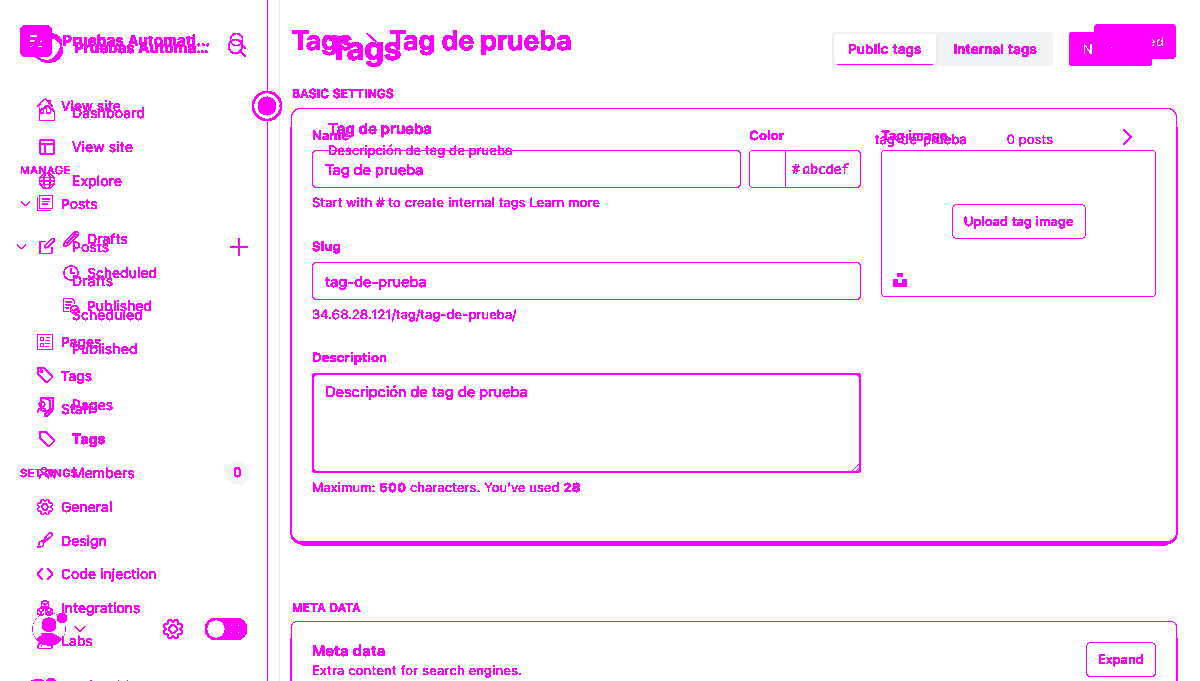 Pruebas Automati...
Pruebas Automa...
View site
Dashboard
View site
MANAGE
Explore
Posts
Drafts
Posts
Scheduled
Drafts
Published
Scheduled
Pages
Published
Tags
Staff
Pages
Tags
SETTINGS
Members
0
General
Design
Code injection
Integrations
Labs
Tags
Tag de prueba
Tags
Public tags
Internal tags
BASIC SETTINGS
Name
Tag de prueba
Descripción de tag de prueba
Tag de prueba
Start with # to create internal tags Learn more
Color
#abcdef
Tag image
tag-de-prueba
0 posts
Upload tag image
Slug
tag-de-prueba
34.68.28.121/tag/tag-de-prueba/
Description
Descripción de tag de prueba
Maximum: 500 characters. You've used 28
META DATA
Meta data
Extra content for search engines.
Expand